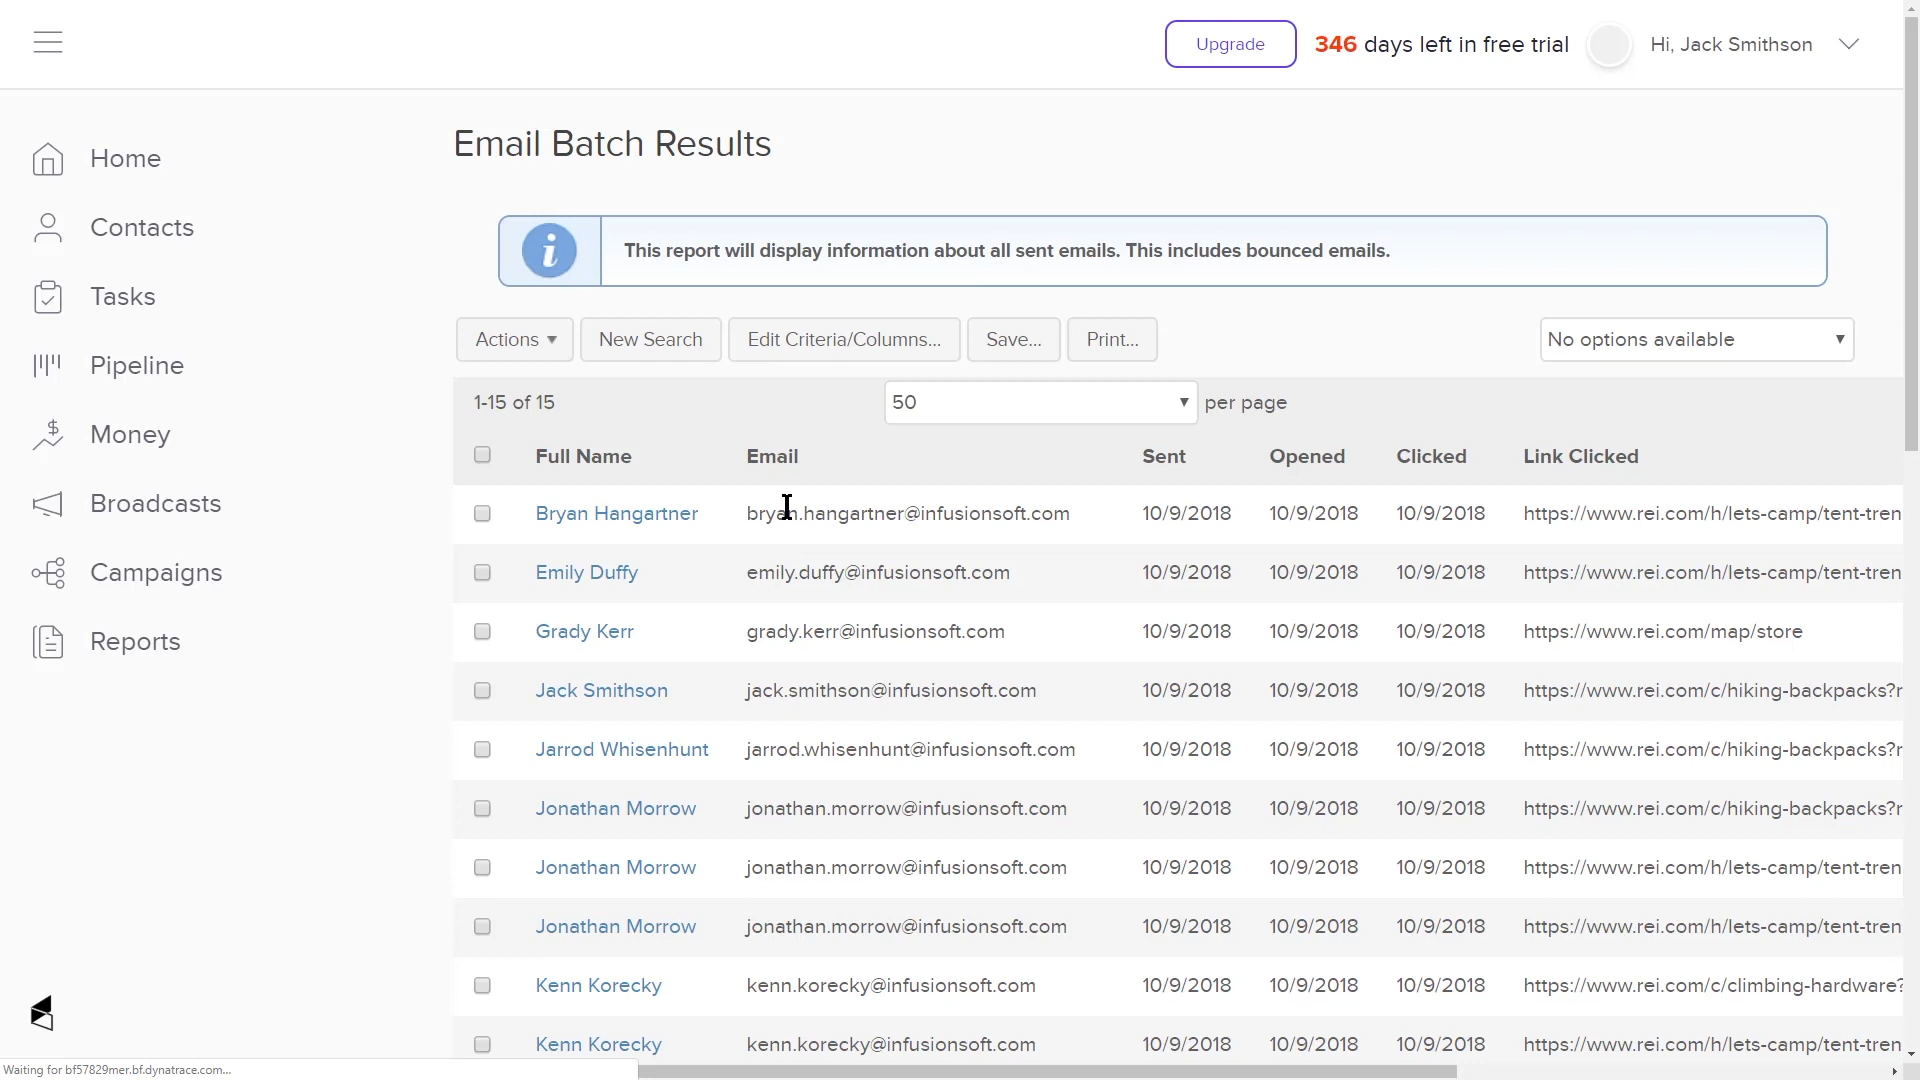 Upgrade 346 days left in free trial Hi, Jack Smithson
Home
Contacts
Tasks
Pipeline
Money
Broadcasts
Campaigns
Reports
Email Batch Results
i This report will display information about all sent emails. This includes bounced emails.
Actions New Search Edit Criteria/Columns... Save... Print... No options available
1-15 of 15 50 per page
Full Name Email Sent Opened Clicked Link Clicked
Bryan Hangartner bryan.hangartner@infusionsoft.com 10/9/2018 10/9/2018 10/9/2018 https://www.rei.com/h/lets-camp/tent-tren
Emily Duffy emily.duffy@infusionsoft.com 10/9/2018 10/9/2018 10/9/2018 https://www.rei.com/h/lets-camp/tent-tren
Grady Kerr grady.kerr@infusionsoft.com 10/9/2018 10/9/2018 10/9/2018 https://www.rei.com/map/store
Jack Smithson jack.smithson@infusionsoft.com 10/9/2018 10/9/2018 10/9/2018 https://www.rei.com/c/hiking-backpacks?r
Jarrod Whisenhunt jarrod.whisenhunt@infusionsoft.com 10/9/2018 10/9/2018 10/9/2018 https://www.rei.com/c/hiking-backpacks?r
Jonathan Morrow jonathan.morrow@infusionsoft.com 10/9/2018 10/9/2018 10/9/2018 https://www.rei.com/c/hiking-backpacks?r
Jonathan Morrow jonathan.morrow@infusionsoft.com 10/9/2018 10/9/2018 10/9/2018 https://www.rei.com/h/lets-camp/tent-tren
Jonathan Morrow jonathan.morrow@infusionsoft.com 10/9/2018 10/9/2018 10/9/2018 https://www.rei.com/h/lets-camp/tent-tren
Kenn Korecky kenn.korecky@infusionsoft.com 10/9/2018 10/9/2018 10/9/2018 https://www.rei.com/c/climbing-hardware?
Kenn Korecky kenn.korecky@infusionsoft.com 10/9/2018 10/9/2018 10/9/2018 https://www.rei.com/h/lets-camp/tent-tren
Waiting for bf57829mer.bf.dynatrace.com...